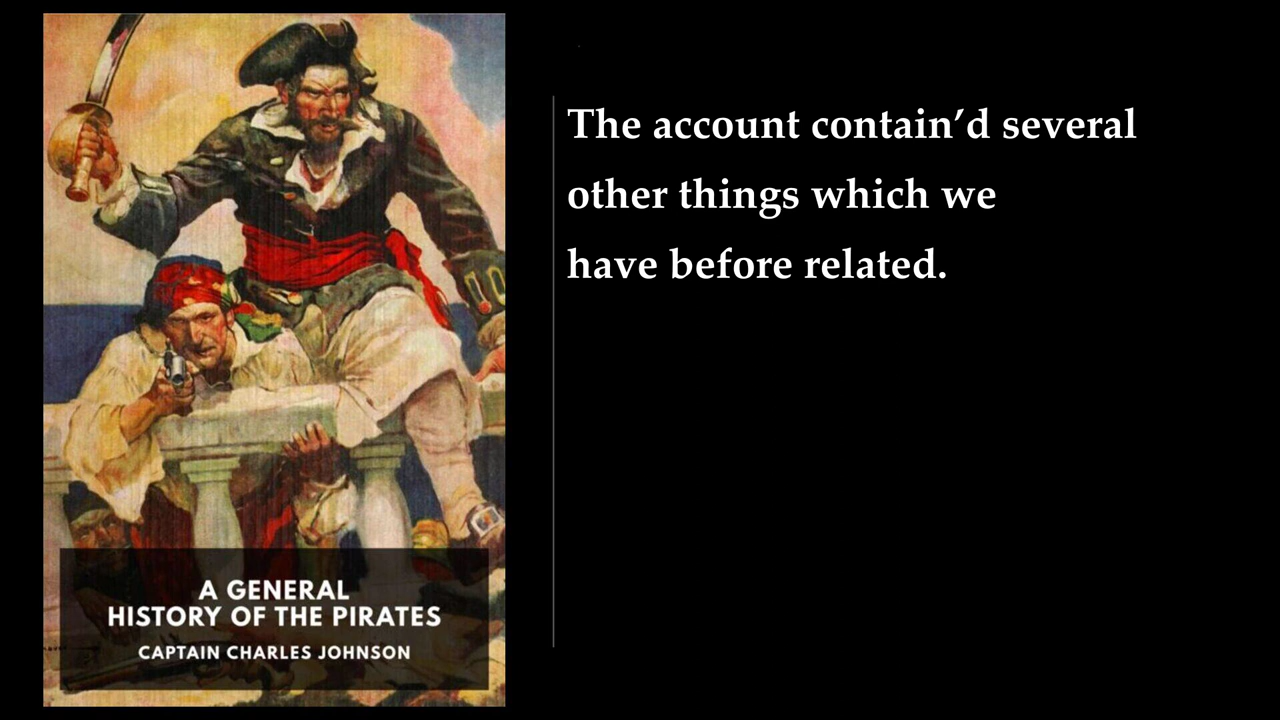 The account contain’d several
other things which we
have before related.
A GENERAL
HISTORY OF THE PIRATES
CAPTAIN CHARLES JOHNSON